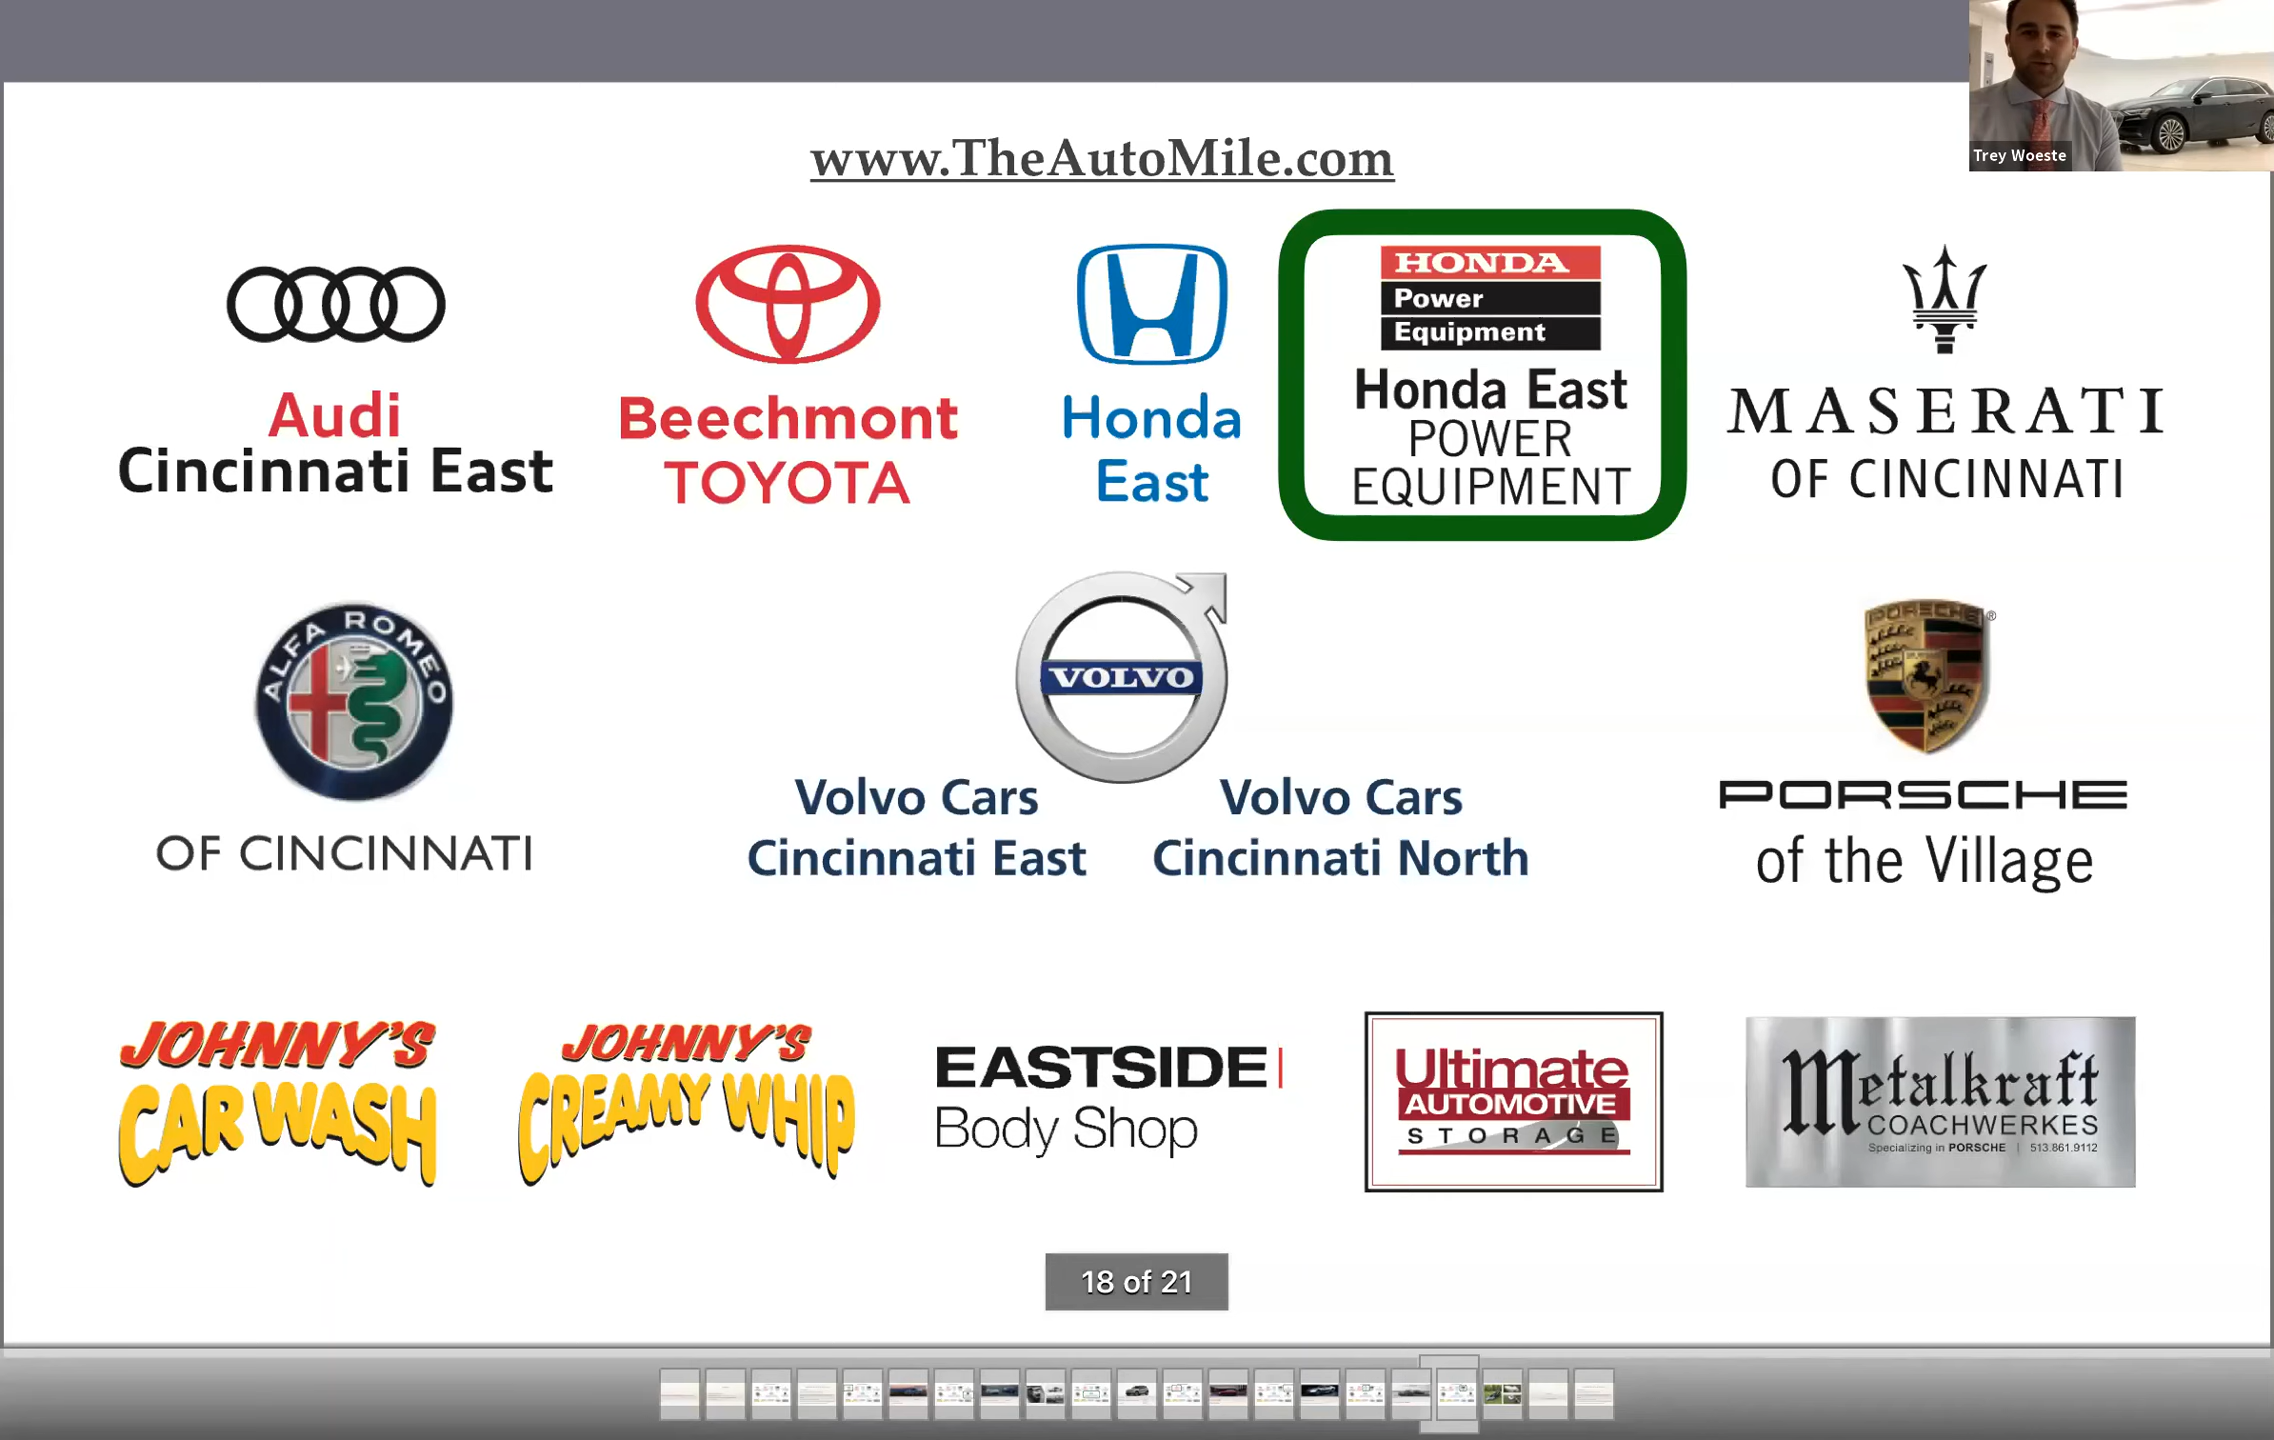 Trey Woeste
www.TheAutoMile.com
Audi
Cincinnati East
Beechmont
TOYOTA
Honda
East
HONDA
Power
Equipment
Honda East
POWER
EQUIPMENT
MASERATI
OF CINCINNATI
ALFA ROMEO
OF CINCINNATI
VOLVO
Volvo Cars
Cincinnati East
Volvo Cars
Cincinnati North
PORSCHE
®
PORSCHE
of the Village
JOHNNY'S
CAR WASH
JOHNNY'S
CREAMY WHIP
EASTSIDE
Body Shop
Ultimate
AUTOMOTIVE
STORAGE
Metalkraft
COACHWERKES
Specializing in PORSCHE | 513.861.9112
18 of 21